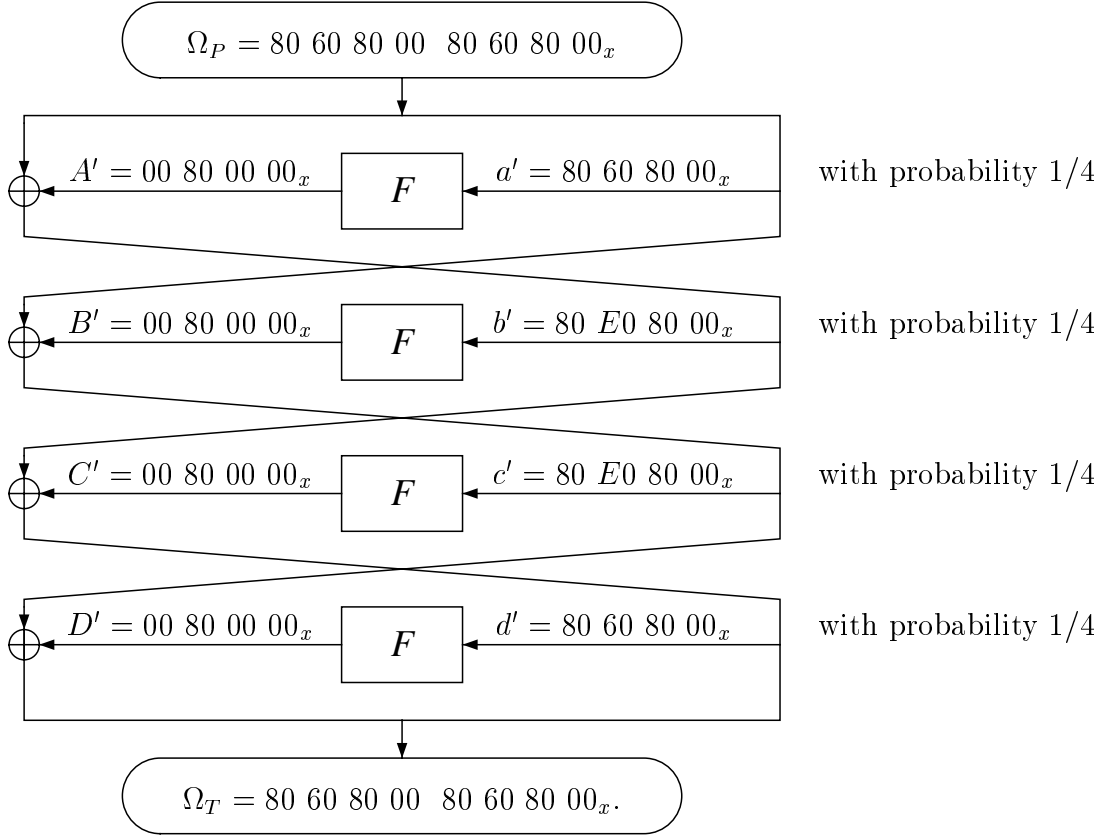 Ω_P = 80 60 80 00 80 60 80 00_x
A′ = 00 80 00 00_x F a′ = 80 60 80 00_x with probability 1/4
B′ = 00 80 00 00_x F b′ = 80 E0 80 00_x with probability 1/4
C′ = 00 80 00 00_x F c′ = 80 E0 80 00_x with probability 1/4
D′ = 00 80 00 00_x F d′ = 80 60 80 00_x with probability 1/4
Ω_T = 80 60 80 00 80 60 80 00_x.